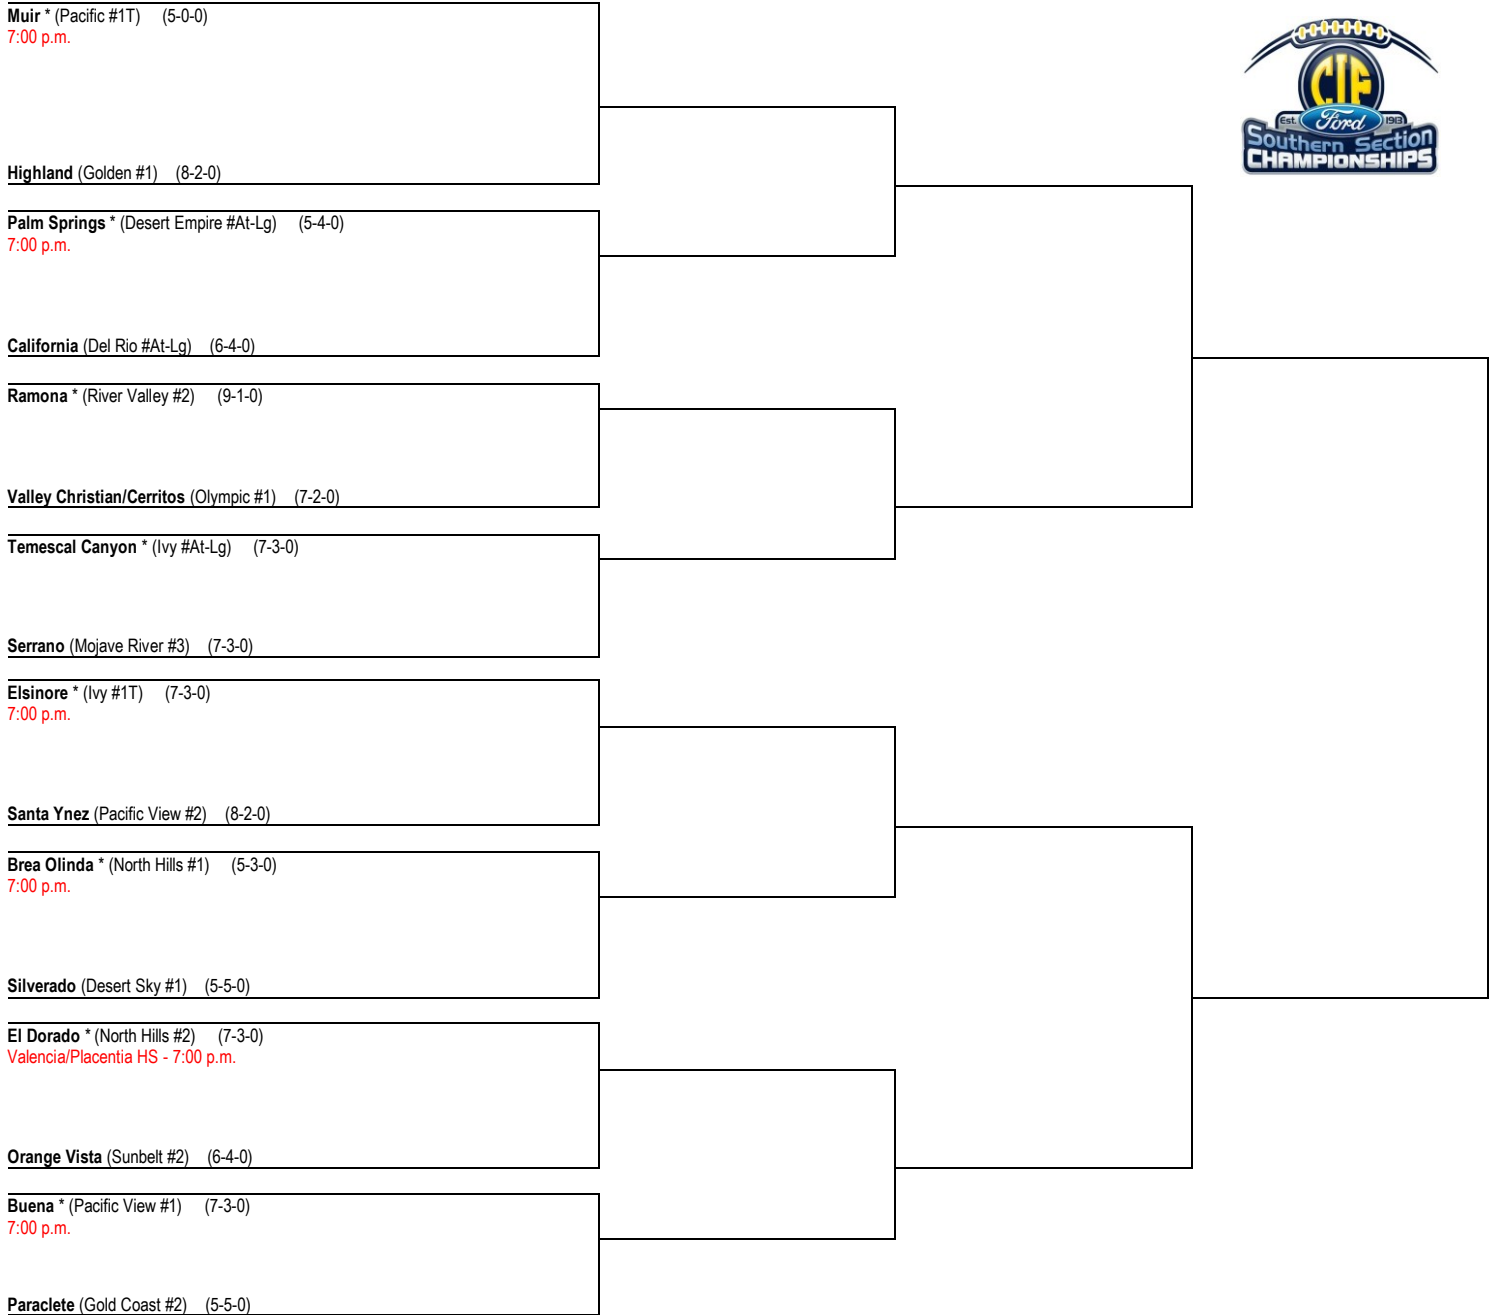 Muir * (Pacific #1T) (5-0-0)
7:00 p.m.
CIF
Est. Ford 1913
Southern Section
CHAMPIONSHIPS
Highland (Golden #1) (8-2-0)
Palm Springs * (Desert Empire #At-Lg) (5-4-0)
7:00 p.m.
California (Del Rio #At-Lg) (6-4-0)
Ramona * (River Valley #2) (9-1-0)
Valley Christian/Cerritos (Olympic #1) (7-2-0)
Temescal Canyon * (Ivy #At-Lg) (7-3-0)
Serrano (Mojave River #3) (7-3-0)
Elsinore * (Ivy #1T) (7-3-0)
7:00 p.m.
Santa Ynez (Pacific View #2) (8-2-0)
Brea Olinda * (North Hills #1) (5-3-0)
7:00 p.m.
Silverado (Desert Sky #1) (5-5-0)
El Dorado * (North Hills #2) (7-3-0)
Valencia/Placentia HS - 7:00 p.m.
Orange Vista (Sunbelt #2) (6-4-0)
Buena * (Pacific View #1) (7-3-0)
7:00 p.m.
Paraclete (Gold Coast #2) (5-5-0)